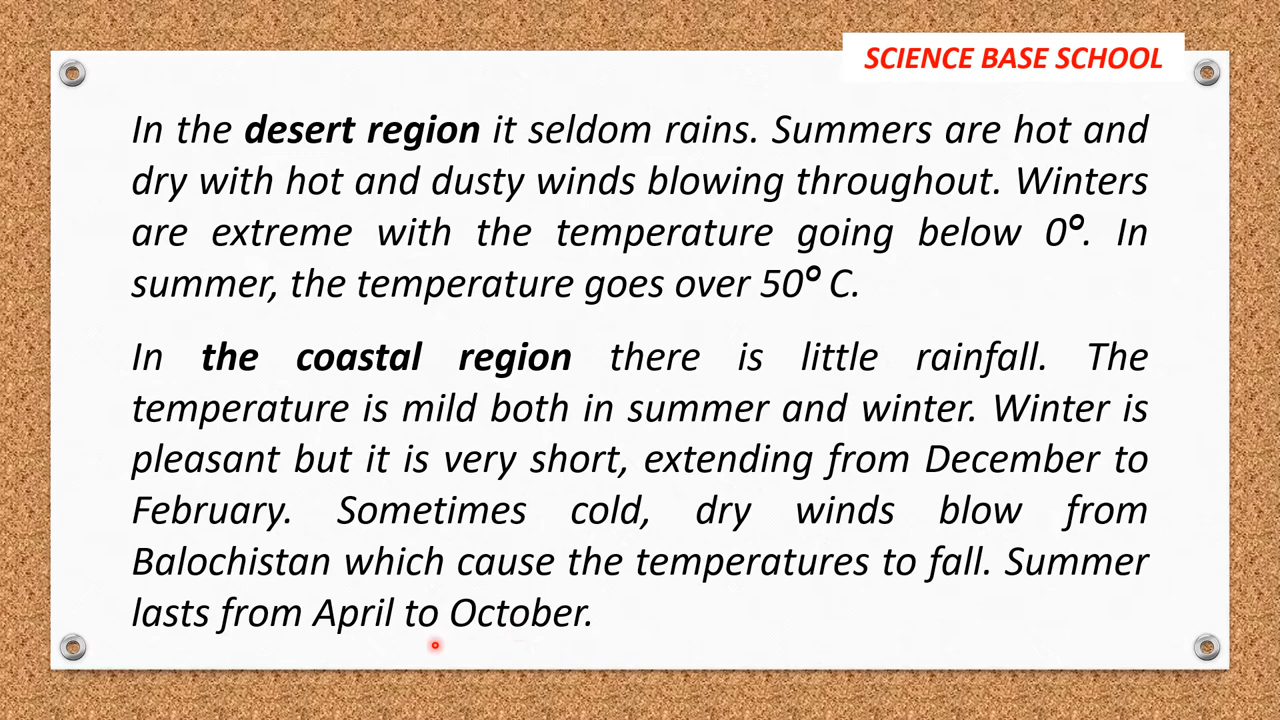 SCIENCE BASE SCHOOL
In the desert region it seldom rains. Summers are hot and
dry with hot and dusty winds blowing throughout. Winters
are extreme with the temperature going below 0°. In
summer, the temperature goes over 50° C.
In the coastal region there is little rainfall. The
temperature is mild both in summer and winter. Winter is
pleasant but it is very short, extending from December to
February. Sometimes cold, dry winds blow from
Balochistan which cause the temperatures to fall. Summer
lasts from April to October.